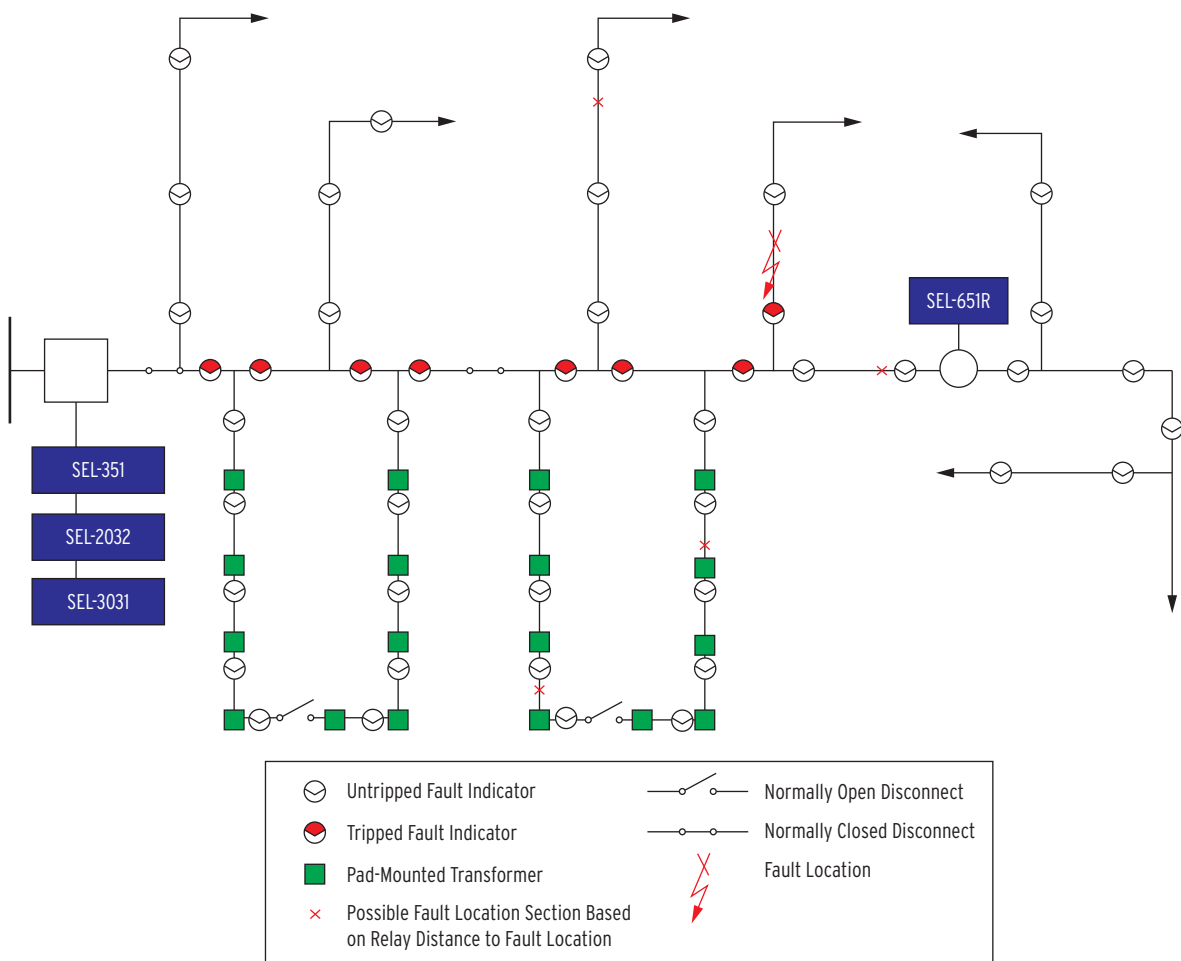 SEL-651R
SEL-351
SEL-2032
SEL-3031
Untripped Fault Indicator
Tripped Fault Indicator
Pad-Mounted Transformer
Possible Fault Location Section Based
on Relay Distance to Fault Location
Normally Open Disconnect
Normally Closed Disconnect
Fault Location